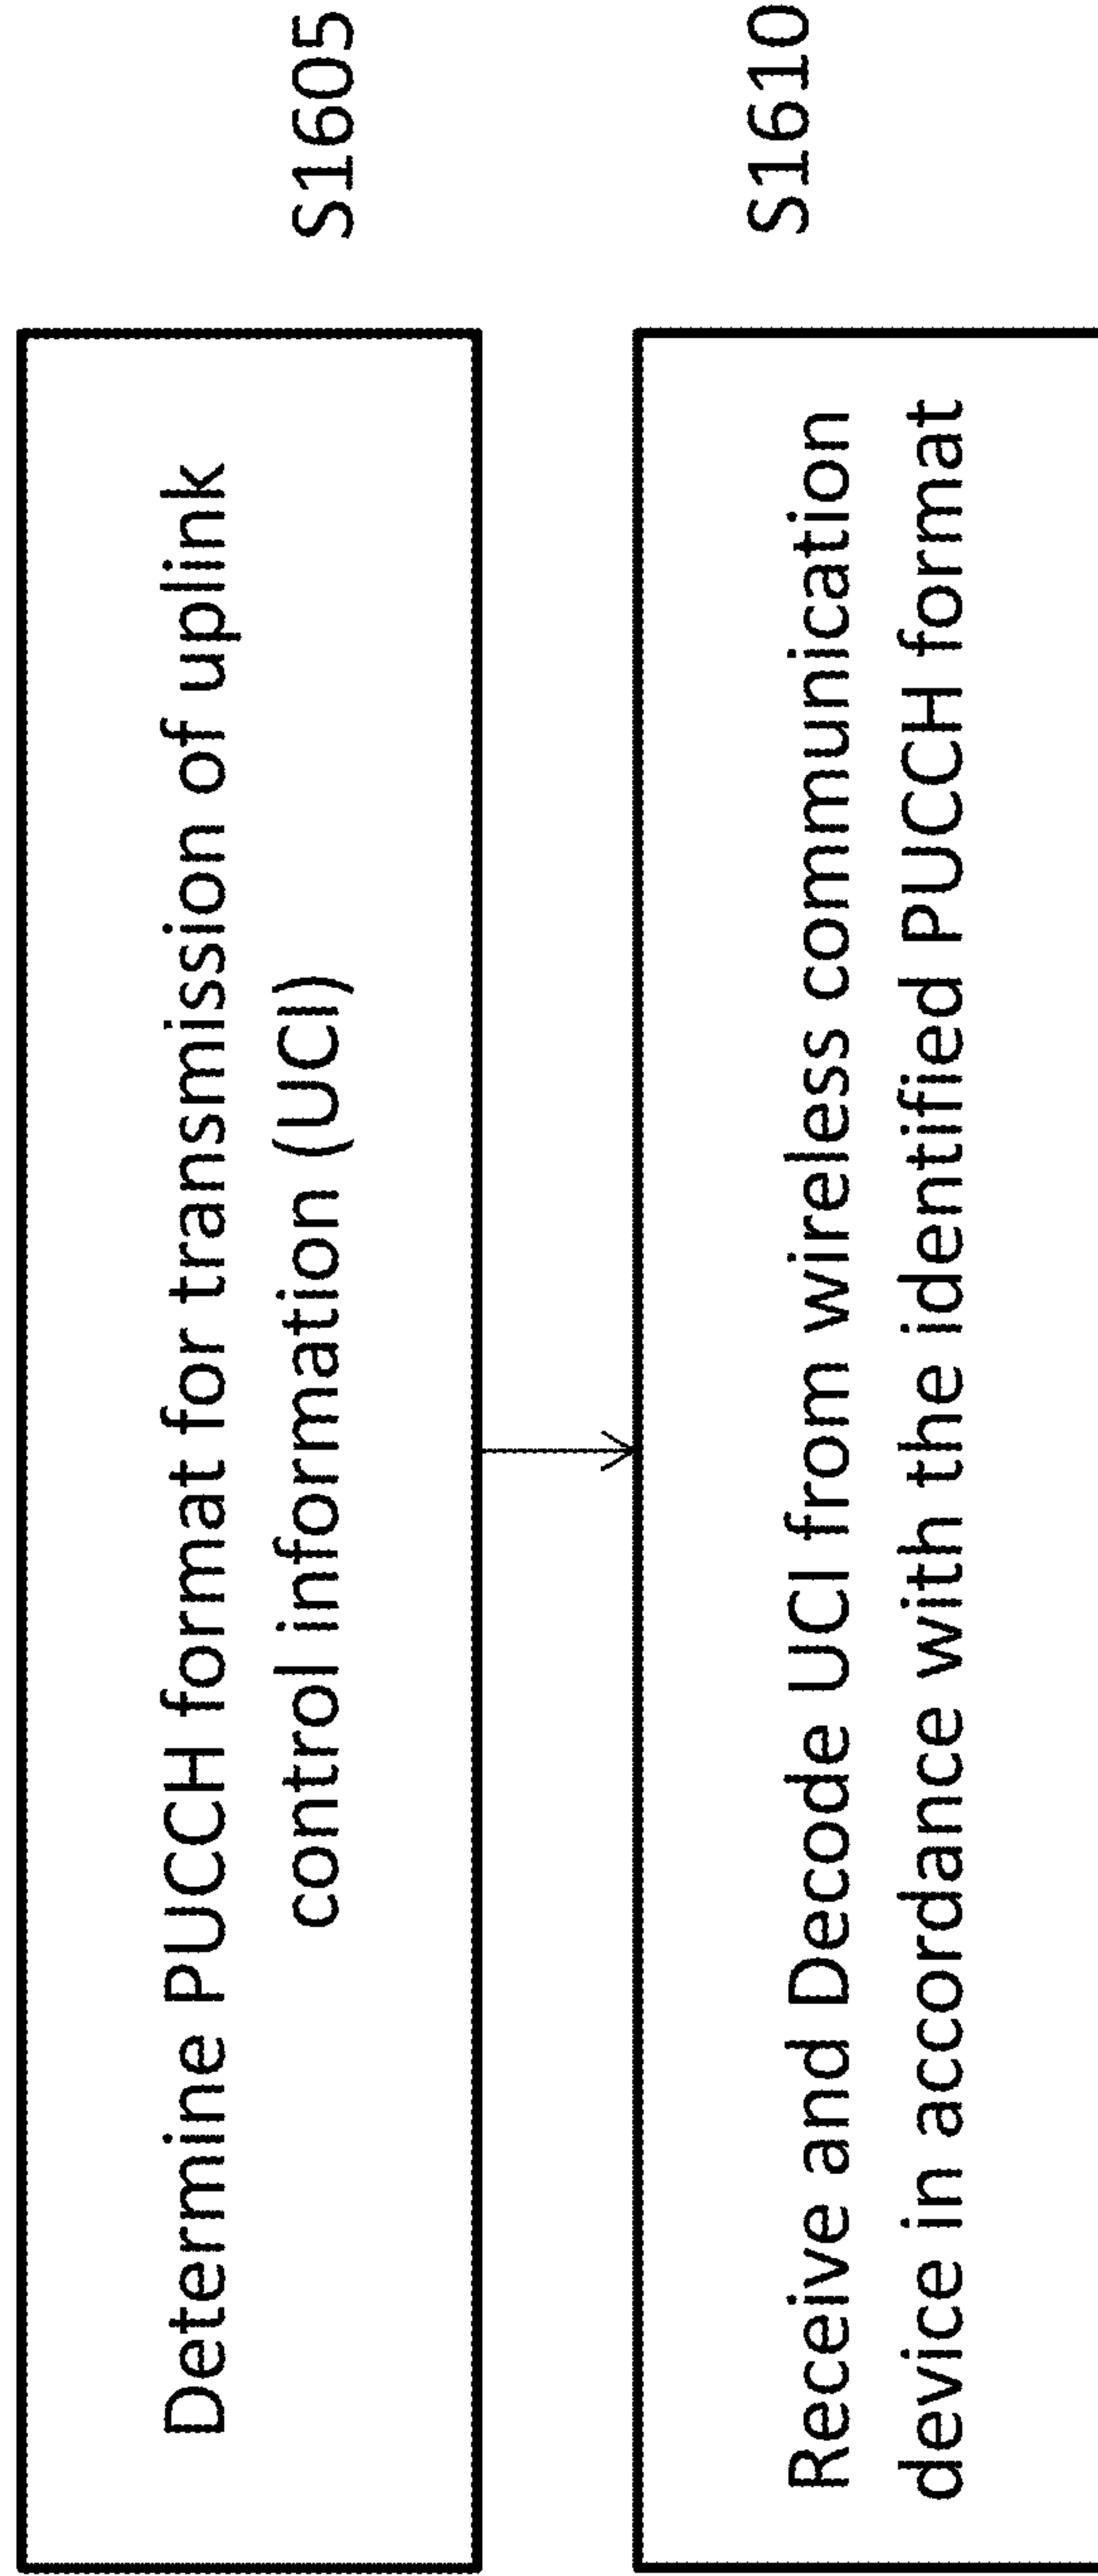 Determine PUCCH format for transmission of uplink
control information (UCI)
S1605
Receive and Decode UCI from wireless communication
device in accordance with the identified PUCCH format
S1610